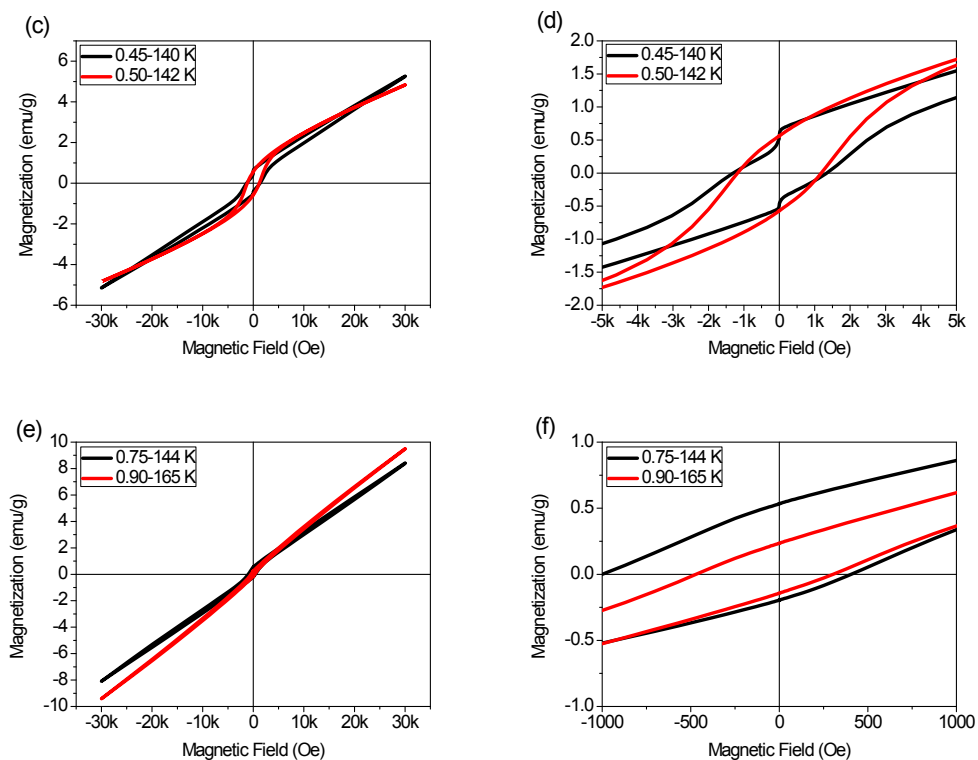 (c)
0.45-140 K
0.50-142 K
Magnetization (emu/g)
6
4
2
0
-2
-4
-6
-30k -20k -10k 0 10k 20k 30k
Magnetic Field (Oe)
(d)
0.45-140 K
0.50-142 K
Magnetization (emu/g)
2.0
1.5
1.0
0.5
0.0
-0.5
-1.0
-1.5
-2.0
-5k -4k -3k -2k -1k 0 1k 2k 3k 4k 5k
Magnetic Field (Oe)
(e)
0.75-144 K
0.90-165 K
Magnetization (emu/g)
10
8
6
4
2
0
-2
-4
-6
-8
-10
-30k -20k -10k 0 10k 20k 30k
Magnetic Field (Oe)
(f)
0.75-144 K
0.90-165 K
Magnetization (emu/g)
1.0
0.5
0.0
-0.5
-1.0
-1000 -500 0 500 1000
Magnetic Field (Oe)